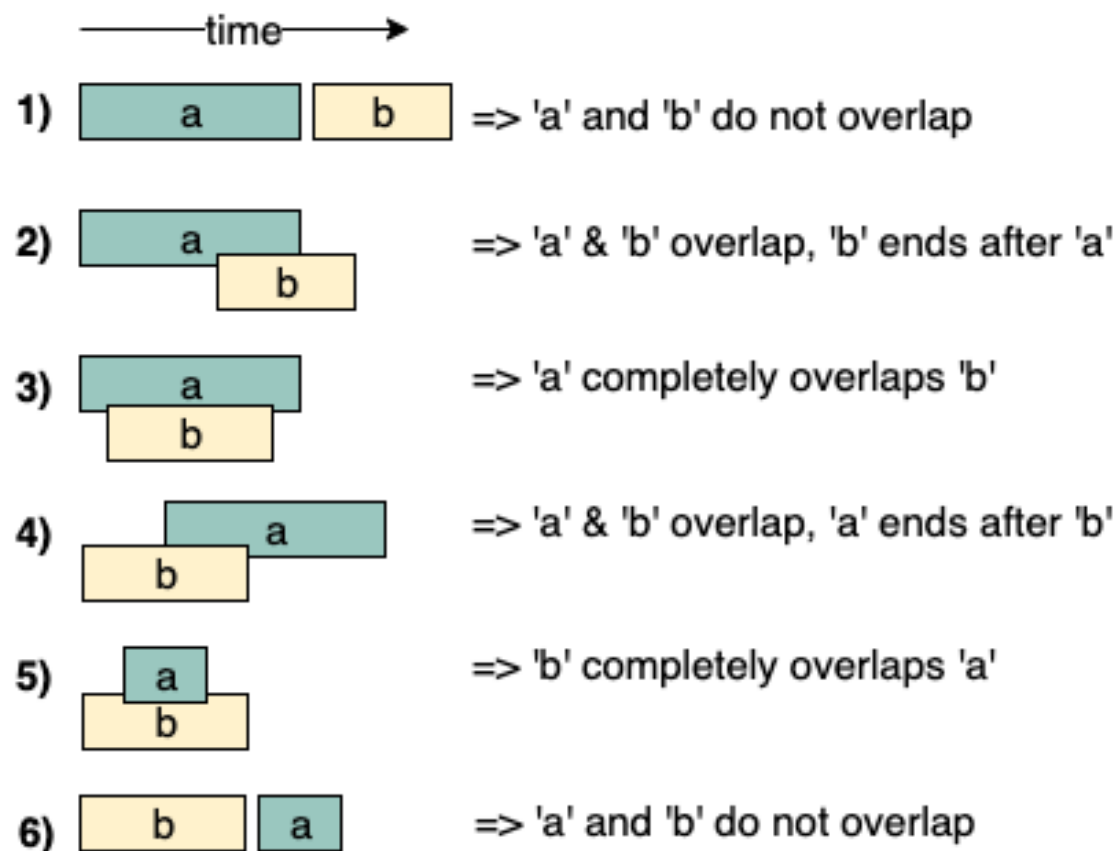 time
1) a b => 'a' and 'b' do not overlap
2) a b => 'a' & 'b' overlap, 'b' ends after 'a'
3) a b => 'a' completely overlaps 'b'
4) a b => 'a' & 'b' overlap, 'a' ends after 'b'
5) a b => 'b' completely overlaps 'a'
6) b a => 'a' and 'b' do not overlap